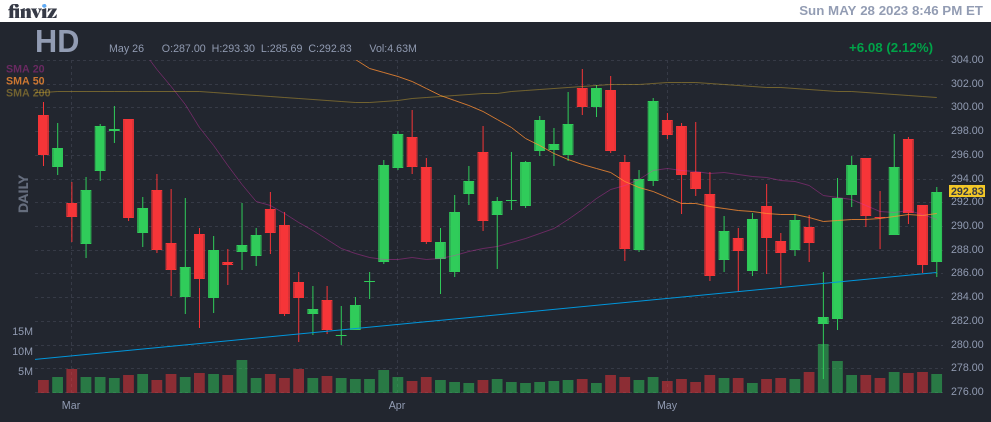 finviz
Sun MAY 28 2023 8:46 PM ET
HD
May 26 O:287.00 H:293.30 L:285.69 C:292.83 Vol:4.63M
+6.08 (2.12%)
SMA 20
SMA 50
SMA 200
DAILY
304.00
302.00
300.00
298.00
296.00
294.00
292.83
292.00
290.00
288.00
286.00
284.00
282.00
280.00
278.00
276.00
15M
10M
5M
Mar Apr May